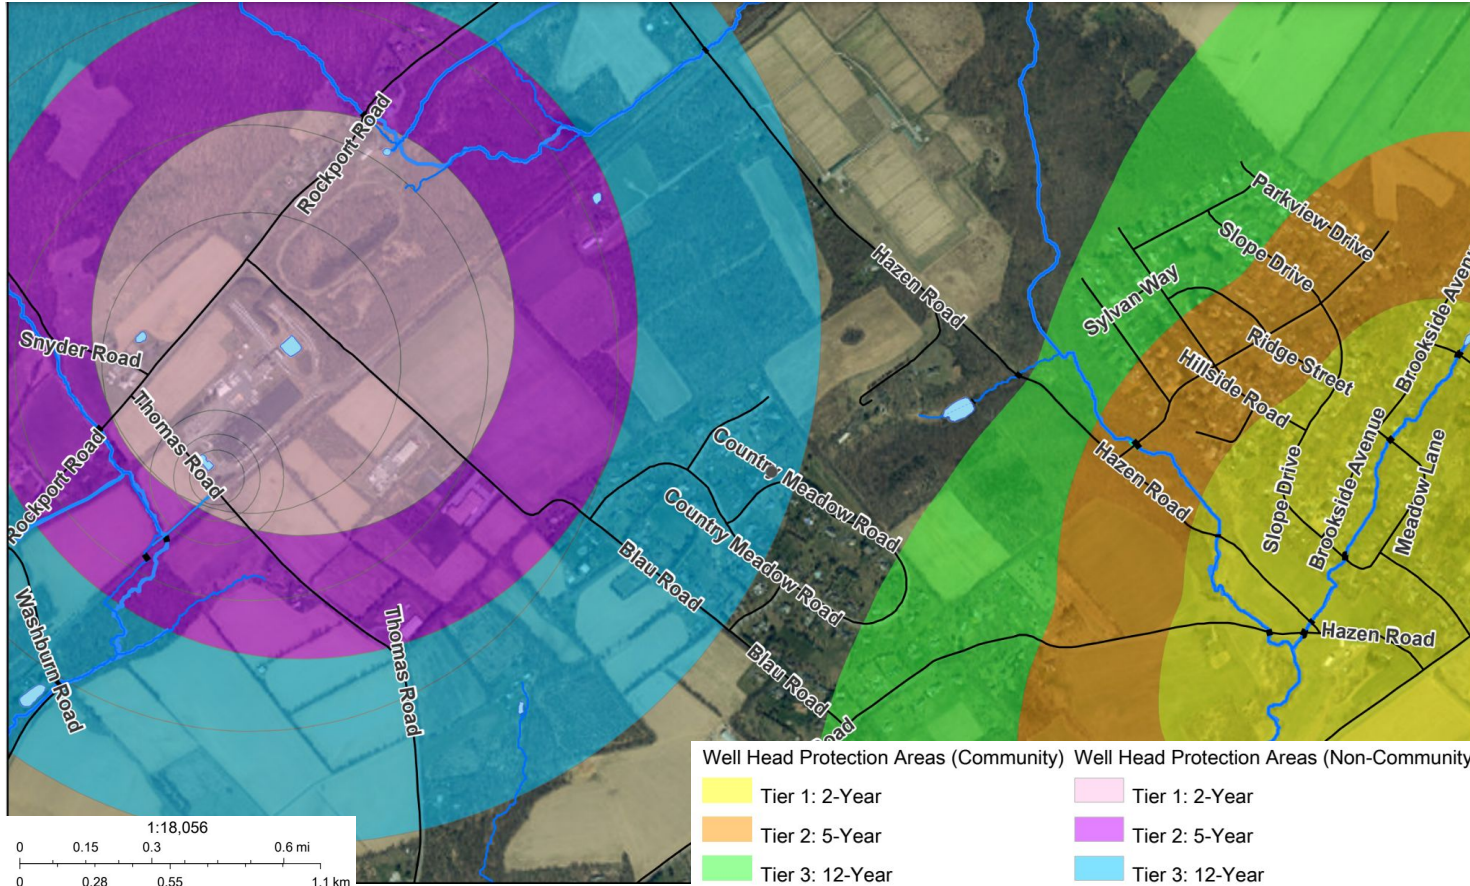 Rockport Road
Parkview Drive
Slope Drive
Hazen Road
Sylvan Way
Brookside Avenu
Snyder Road
Ridge Street
Hillside Road
Thomas Road
Rockport Road
Country Meadow Road
Hazen Road
Slope Drive
Brookside Avenue
Meadow Lane
Country Meadow Road
Blau Road
Washburn Road
Thomas Road
Hazen Road
Blau Road
oad
Well Head Protection Areas (Community) Well Head Protection Areas (Non-Community
Tier 1: 2-Year Tier 1: 2-Year
Tier 2: 5-Year Tier 2: 5-Year
Tier 3: 12-Year Tier 3: 12-Year
1:18,056
0 0.15 0.3 0.6 mi
0 0.28 0.55 1.1 km